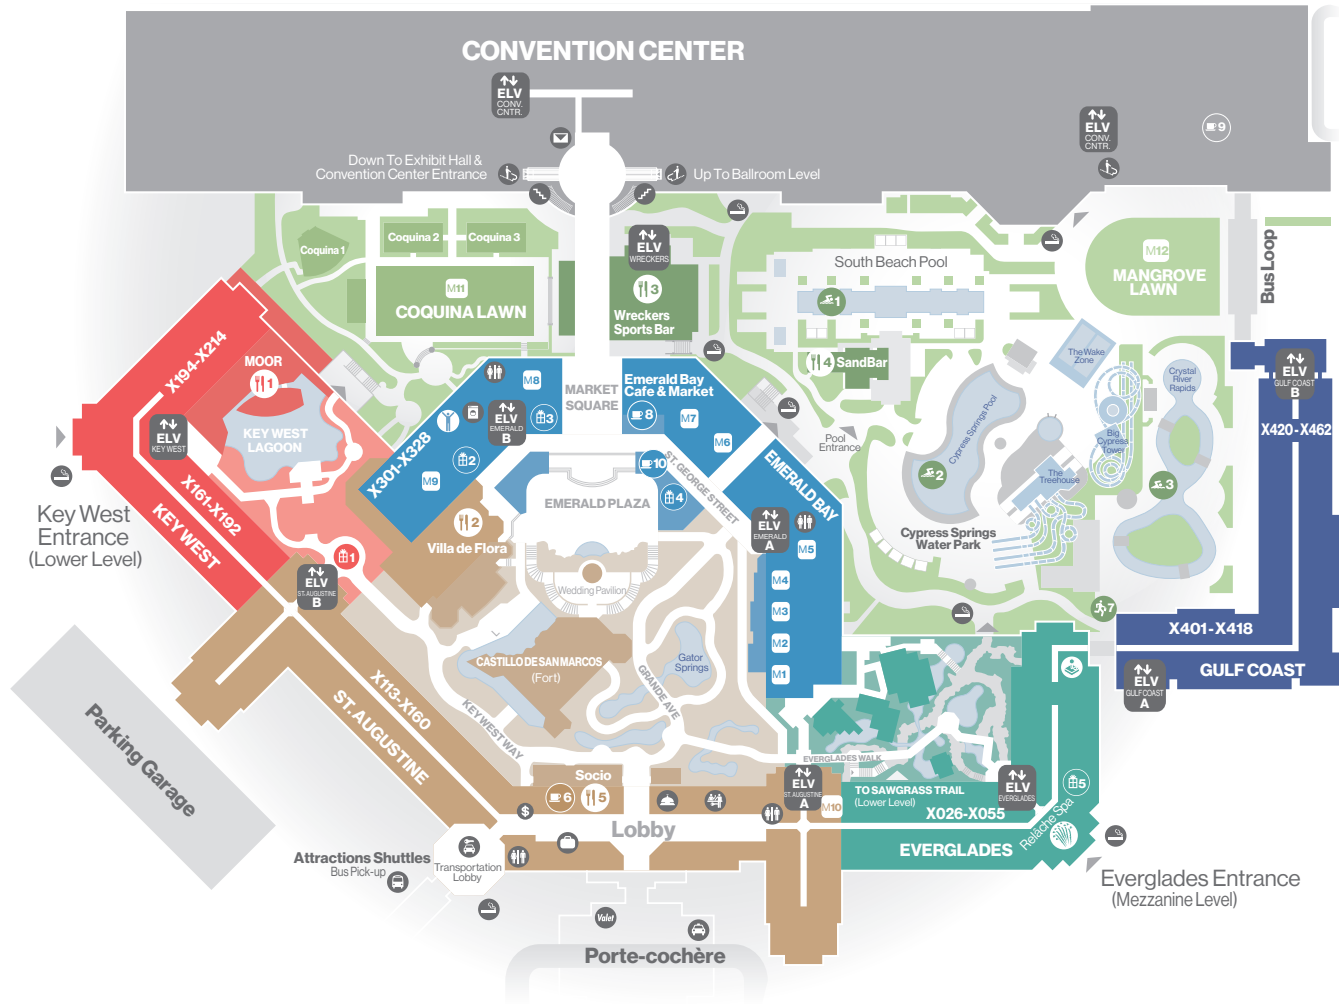 CONVENTION CENTER
ELV
CONV.
CNTR.
ELV
CONV.
CNTR.
9
Down To Exhibit Hall &
Convention Center Entrance
Up To Ballroom Level
Coquina 1
Coquina 2
Coquina 3
M11
COQUINA LAWN
ELV
WRECKERS
3
Wreckers
Sports Bar
South Beach Pool
1
4
SandBar
M12
MANGROVE
LAWN
Bus Loop
The Wake
Zone
Crystal
River
Rapids
Big
Cypress
Tower
The
Treehouse
3
Cypress Springs Pool
2
Cypress Springs
Water Park
Pool
Entrance
7
ELV
GULF COAST
B
X420-X462
X401-X418
GULF COAST
ELV
GULF COAST
A
X194-X214
MOOR
1
KEY WEST
LAGOON
ELV
KEY WEST
X161-X192
KEY WEST
1
Key West
Entrance
(Lower Level)
M8
ELV
EMERALD
B
3
2
M9
X301-X328
MARKET
SQUARE
Emerald Bay
Cafe & Market
8
M7
M6
10
4
ST. GEORGE STREET
EMERALD PLAZA
EMERALD BAY
ELV
EMERALD
A
M5
M4
M3
M2
M1
2
Villa de Flora
Wedding Pavilion
ELV
ST. AUGUSTINE
B
CASTILLO DE SAN MARCOS
(Fort)
Gator
Springs
GRANDE AVE
KEY WEST WAY
X113-X160
ST. AUGUSTINE
Parking Garage
EVERGLADES WALK
Socio
6
5
$
Lobby
ELV
ST. AUGUSTINE
A
M10
TO SAWGRASS TRAIL
(Lower Level)
X026-X055
EVERGLADES
ELV
EVERGLADES
5
Relâche Spa
Everglades Entrance
(Mezzanine Level)
Attractions Shuttles
Bus Pick-up
Transportation
Lobby
Valet
Porte-cochère